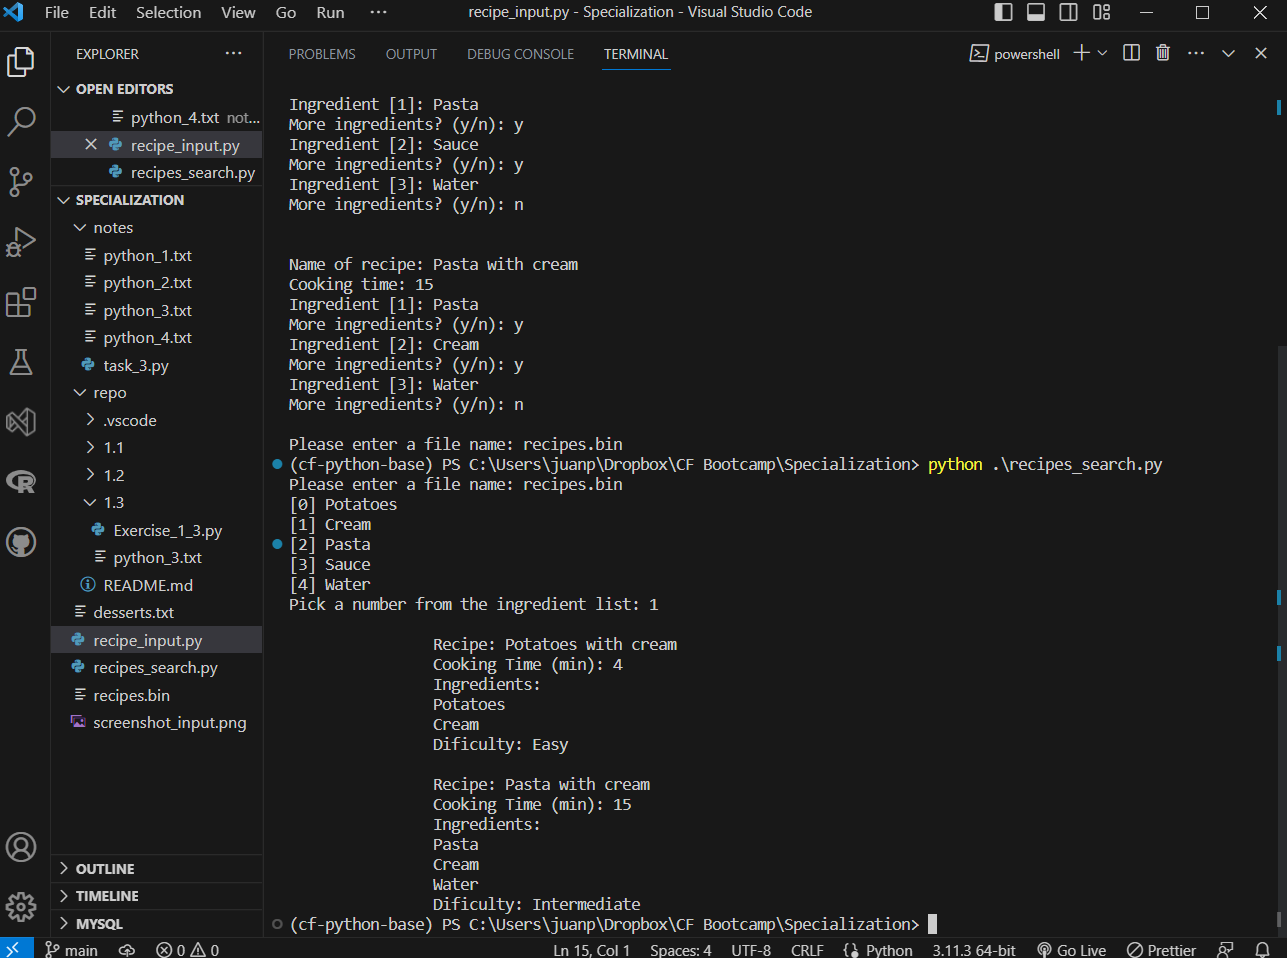 File Edit Selection View Go Run ··· recipe_input.py - Specialization - Visual Studio Code
EXPLORER ···
OPEN EDITORS
python_4.txt not...
recipe_input.py
recipes_search.py
SPECIALIZATION
notes
python_1.txt
python_2.txt
python_3.txt
python_4.txt
task_3.py
repo
.vscode
1.1
1.2
1.3
Exercise_1_3.py
python_3.txt
README.md
desserts.txt
recipe_input.py
recipes_search.py
recipes.bin
screenshot_input.png
OUTLINE
TIMELINE
MYSQL
PROBLEMS OUTPUT DEBUG CONSOLE TERMINAL powershell
Ingredient [1]: Pasta
More ingredients? (y/n): y
Ingredient [2]: Sauce
More ingredients? (y/n): y
Ingredient [3]: Water
More ingredients? (y/n): n
Name of recipe: Pasta with cream
Cooking time: 15
Ingredient [1]: Pasta
More ingredients? (y/n): y
Ingredient [2]: Cream
More ingredients? (y/n): y
Ingredient [3]: Water
More ingredients? (y/n): n
Please enter a file name: recipes.bin
(cf-python-base) PS C:\Users\juanp\Dropbox\CF Bootcamp\Specialization> python .\recipes_search.py
Please enter a file name: recipes.bin
[0] Potatoes
[1] Cream
[2] Pasta
[3] Sauce
[4] Water
Pick a number from the ingredient list: 1
Recipe: Potatoes with cream
Cooking Time (min): 4
Ingredients:
Potatoes
Cream
Dificulty: Easy
Recipe: Pasta with cream
Cooking Time (min): 15
Ingredients:
Pasta
Cream
Water
Dificulty: Intermediate
(cf-python-base) PS C:\Users\juanp\Dropbox\CF Bootcamp\Specialization>
main 0 0 Ln 15, Col 1 Spaces: 4 UTF-8 CRLF Python 3.11.3 64-bit Go Live Prettier